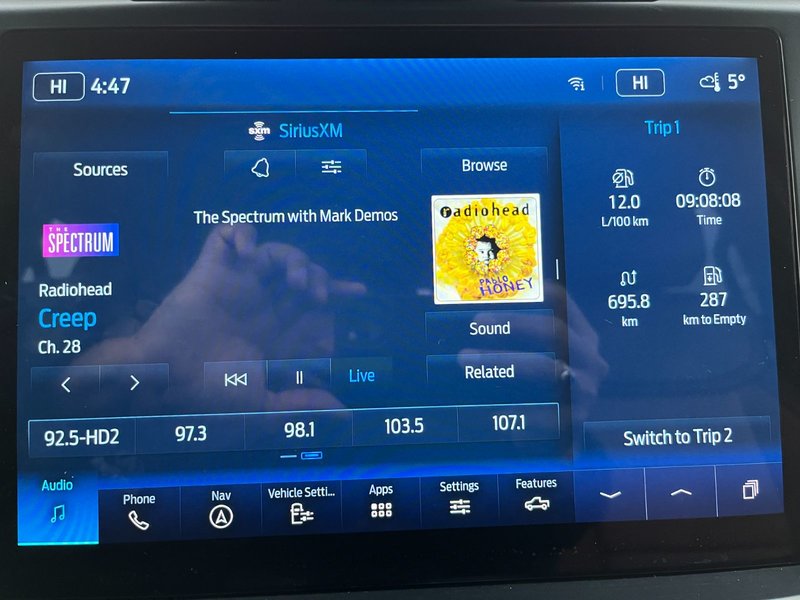 HI 4:47 HI 5°
sxm SiriusXM
Trip 1
Sources
Browse
The Spectrum with Mark Demos
THE
SPECTRUM
radiohead
PABLO
HONEY
Radiohead
Creep
Ch. 28
Sound
Live
Related
92.5-HD2 97.3 98.1 103.5 107.1
12.0 09:08:08
L/100 km Time
695.8 287
km km to Empty
Switch to Trip 2
Audio Phone Nav Vehicle Setti... Apps Settings Features